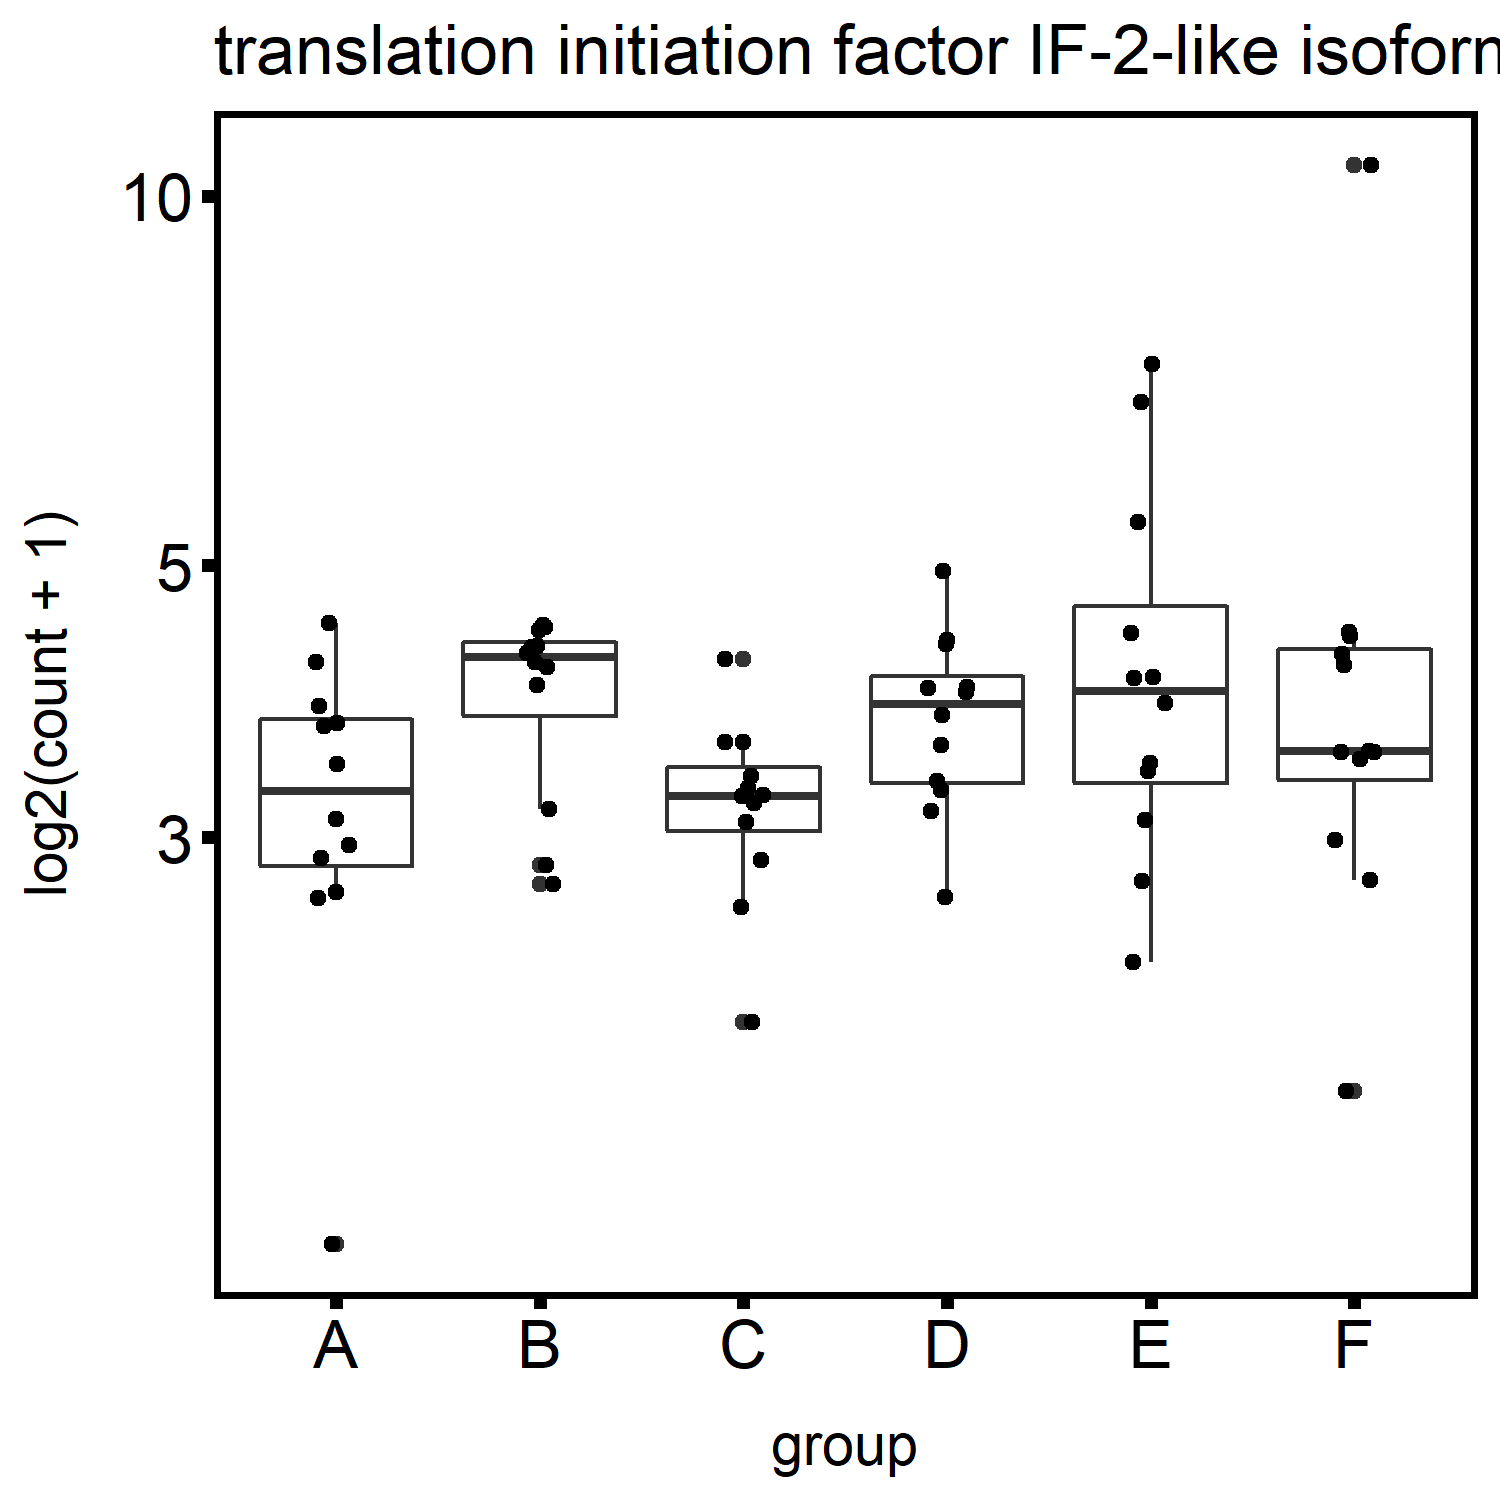 translation initiation factor IF-2-like isoform
10
5
3
log2(count + 1)
A B C D E F
group